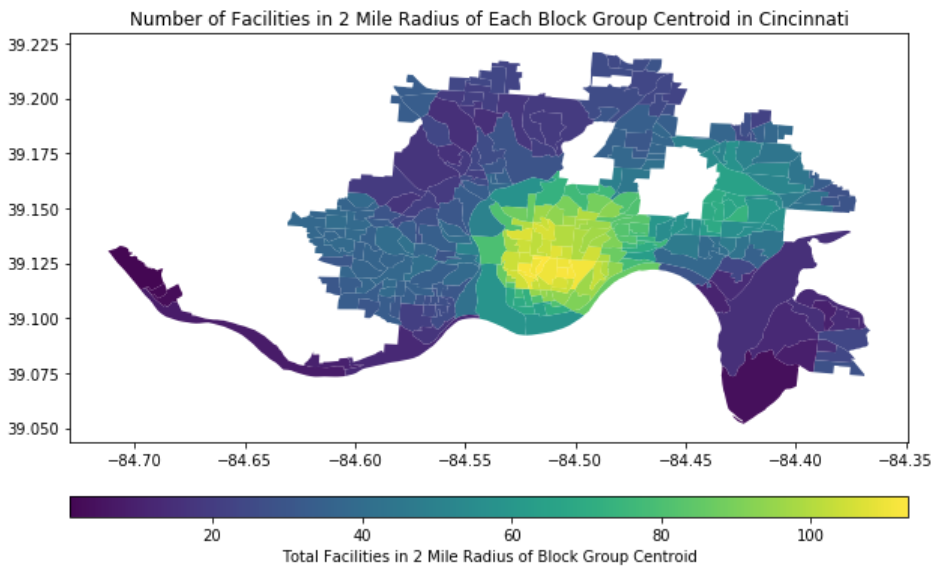 Number of Facilities in 2 Mile Radius of Each Block Group Centroid in Cincinnati
39.225
39.200
39.175
39.150
39.125
39.100
39.075
39.050
−84.70 −84.65 −84.60 −84.55 −84.50 −84.45 −84.40 −84.35
20 40 60 80 100
Total Facilities in 2 Mile Radius of Block Group Centroid